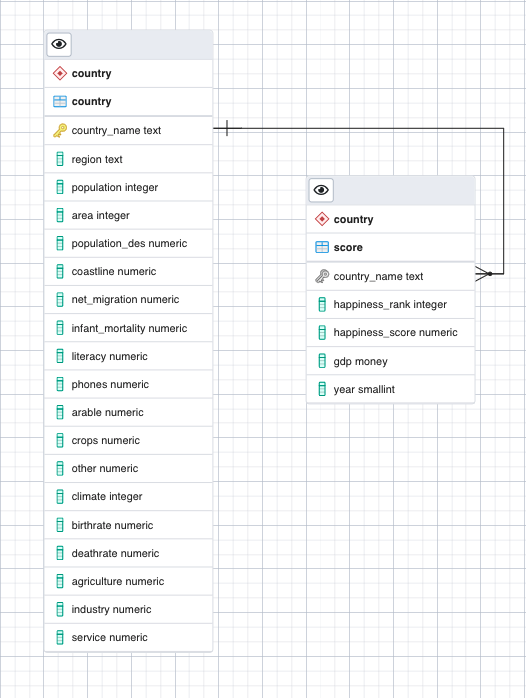 country
country
country_name text
region text
population integer
area integer
population_des numeric
coastline numeric
net_migration numeric
infant_mortality numeric
literacy numeric
phones numeric
arable numeric
crops numeric
other numeric
climate integer
birthrate numeric
deathrate numeric
agriculture numeric
industry numeric
service numeric
country
score
country_name text
happiness_rank integer
happiness_score numeric
gdp money
year smallint